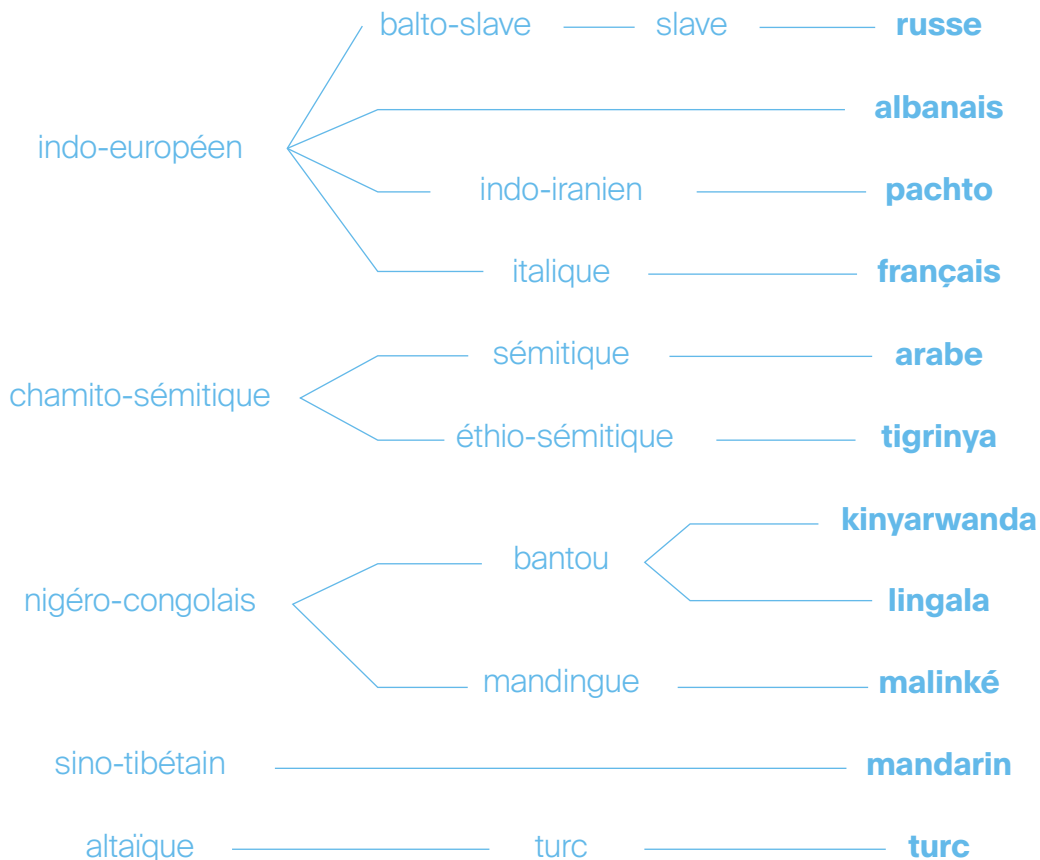 balto-slave slave russe
albanais
indo-européen
indo-iranien pachto
italique français
sémitique arabe
chamito-sémitique
éthio-sémitique tigrinya
kinyarwanda
bantou
nigéro-congolais lingala
mandingue malinké
sino-tibétain mandarin
altaïque turc turc